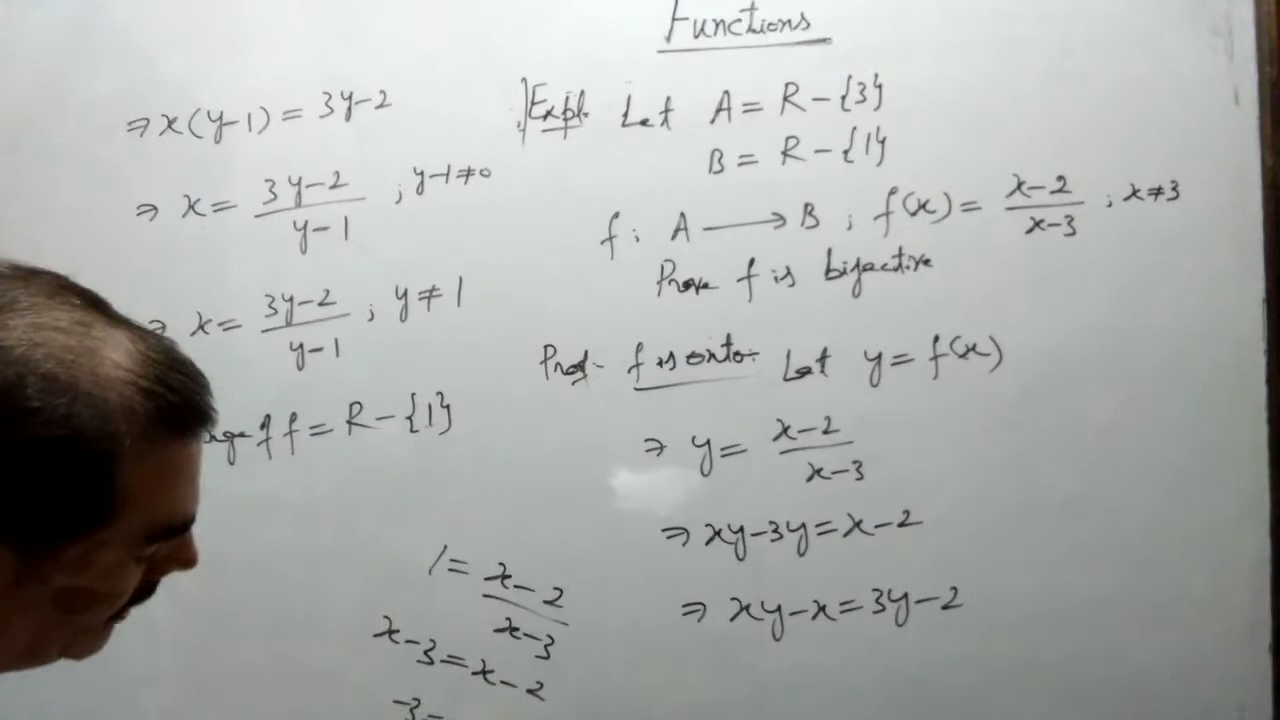 Functions
Expl. Let A = R - {3}
B = R - {1}
f: A ⟶ B ; f(x) = (x-2)/(x-3) ; x≠3
Prove f is bijective
Proof- f is onto- Let y = f(x)
⇒ y = (x-2)/(x-3)
⇒ xy-3y = x-2
⇒ xy-x = 3y-2
⇒ x(y-1) = 3y-2
⇒ x = (3y-2)/(y-1) ; y-1≠0
⇒ x = (3y-2)/(y-1) ; y≠1
f = R - {1}
1 = (x-2)/(x-3)
x-3 = x-2
-3 =